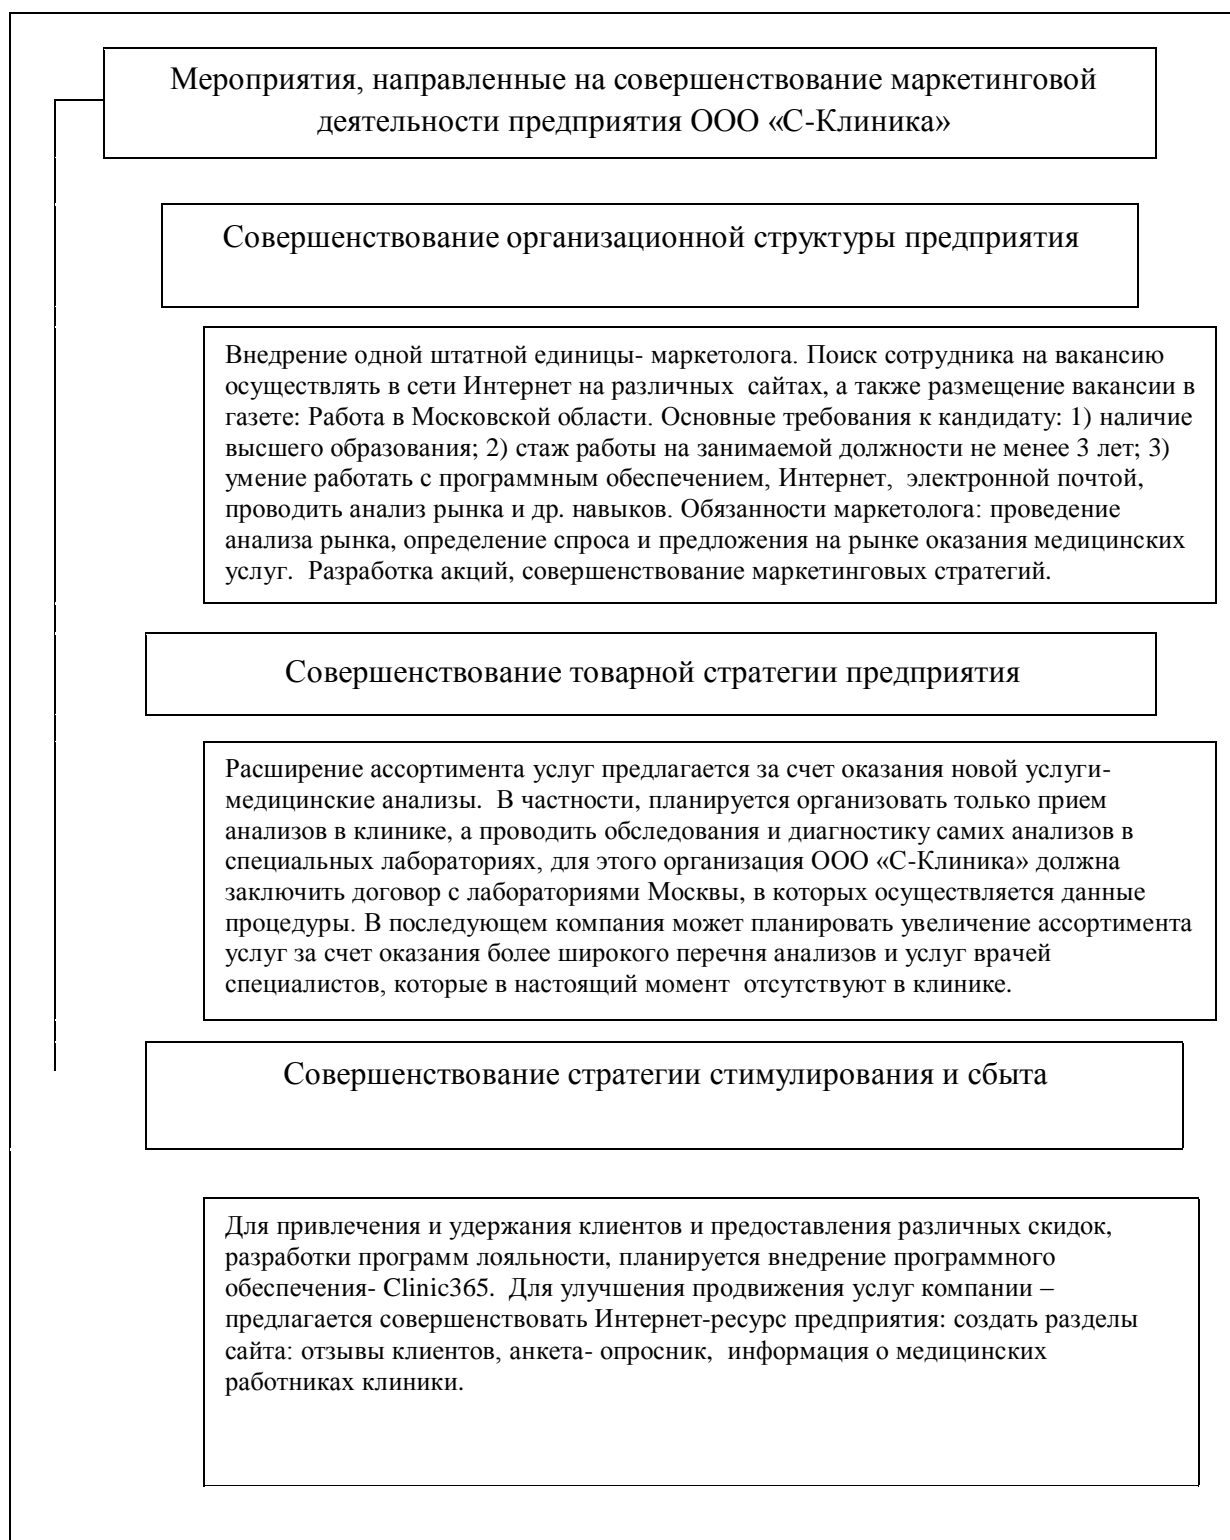 Мероприятия, направленные на совершенствование маркетинговой
деятельности предприятия ООО «С-Клиника»
Совершенствование организационной структуры предприятия
Внедрение одной штатной единицы- маркетолога. Поиск сотрудника на вакансию
осуществлять в сети Интернет на различных сайтах, а также размещение вакансии в
газете: Работа в Московской области. Основные требования к кандидату: 1) наличие
высшего образования; 2) стаж работы на занимаемой должности не менее 3 лет; 3)
умение работать с программным обеспечением, Интернет, электронной почтой,
проводить анализ рынка и др. навыков. Обязанности маркетолога: проведение
анализа рынка, определение спроса и предложения на рынке оказания медицинских
услуг. Разработка акций, совершенствование маркетинговых стратегий.
Совершенствование товарной стратегии предприятия
Расширение ассортимента услуг предлагается за счет оказания новой услуги-
медицинские анализы. В частности, планируется организовать только прием
анализов в клинике, а проводить обследования и диагностику самих анализов в
специальных лабораториях, для этого организация ООО «С-Клиника» должна
заключить договор с лабораториями Москвы, в которых осуществляется данные
процедуры. В последующем компания может планировать увеличение ассортимента
услуг за счет оказания более широкого перечня анализов и услуг врачей
специалистов, которые в настоящий момент отсутствуют в клинике.
Совершенствование стратегии стимулирования и сбыта
Для привлечения и удержания клиентов и предоставления различных скидок,
разработки программ лояльности, планируется внедрение программного
обеспечения- Clinic365. Для улучшения продвижения услуг компании –
предлагается совершенствовать Интернет-ресурс предприятия: создать разделы
сайта: отзывы клиентов, анкета- опросник, информация о медицинских
работниках клиники.